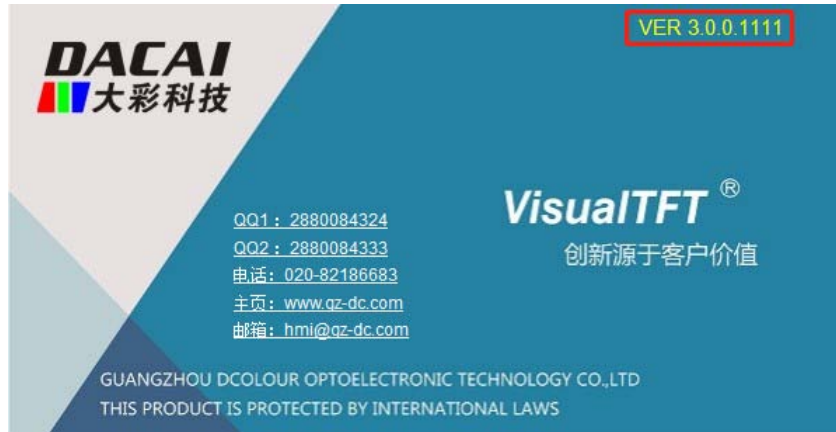 VER 3.0.0.1111
DACAI
大彩科技
VisualTFT ®
创新源于客户价值
QQ1：2880084324
QQ2：2880084333
电话：020-82186683
主页：www.gz-dc.com
邮箱：hmi@gz-dc.com
GUANGZHOU DCOLOUR OPTOELECTRONIC TECHNOLOGY CO.,LTD
THIS PRODUCT IS PROTECTED BY INTERNATIONAL LAWS